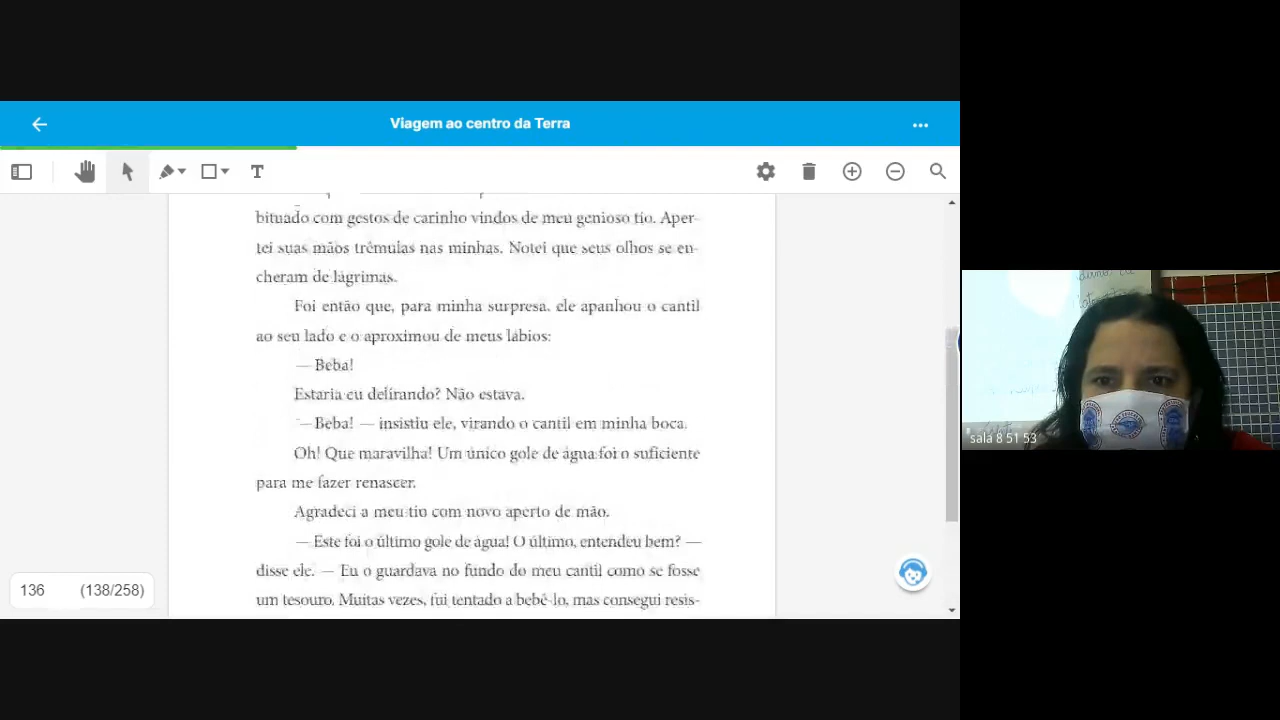 Viagem ao centro da Terra
T
bituado com gestos de carinho vindos de meu genioso tio. Aper-
tei suas mãos trêmulas nas minhas. Notei que seus olhos se en-
cheram de lágrimas.
Foi então que, para minha surpresa, ele apanhou o cantil
ao seu lado e o aproximou de meus lábios:
— Beba!
Estaria eu delirando? Não estava.
— Beba! — insistiu ele, virando o cantil em minha boca.
Oh! Que maravilha! Um único gole de água foi o suficiente
para me fazer renascer.
Agradeci a meu tio com novo aperto de mão.
— Este foi o último gole de água! O último, entendeu bem? —
disse ele. — Eu o guardava no fundo do meu cantil como se fosse
um tesouro. Muitas vezes, fui tentado a bebê-lo, mas consegui resis-
136 (138/258)
sala 8 51 53